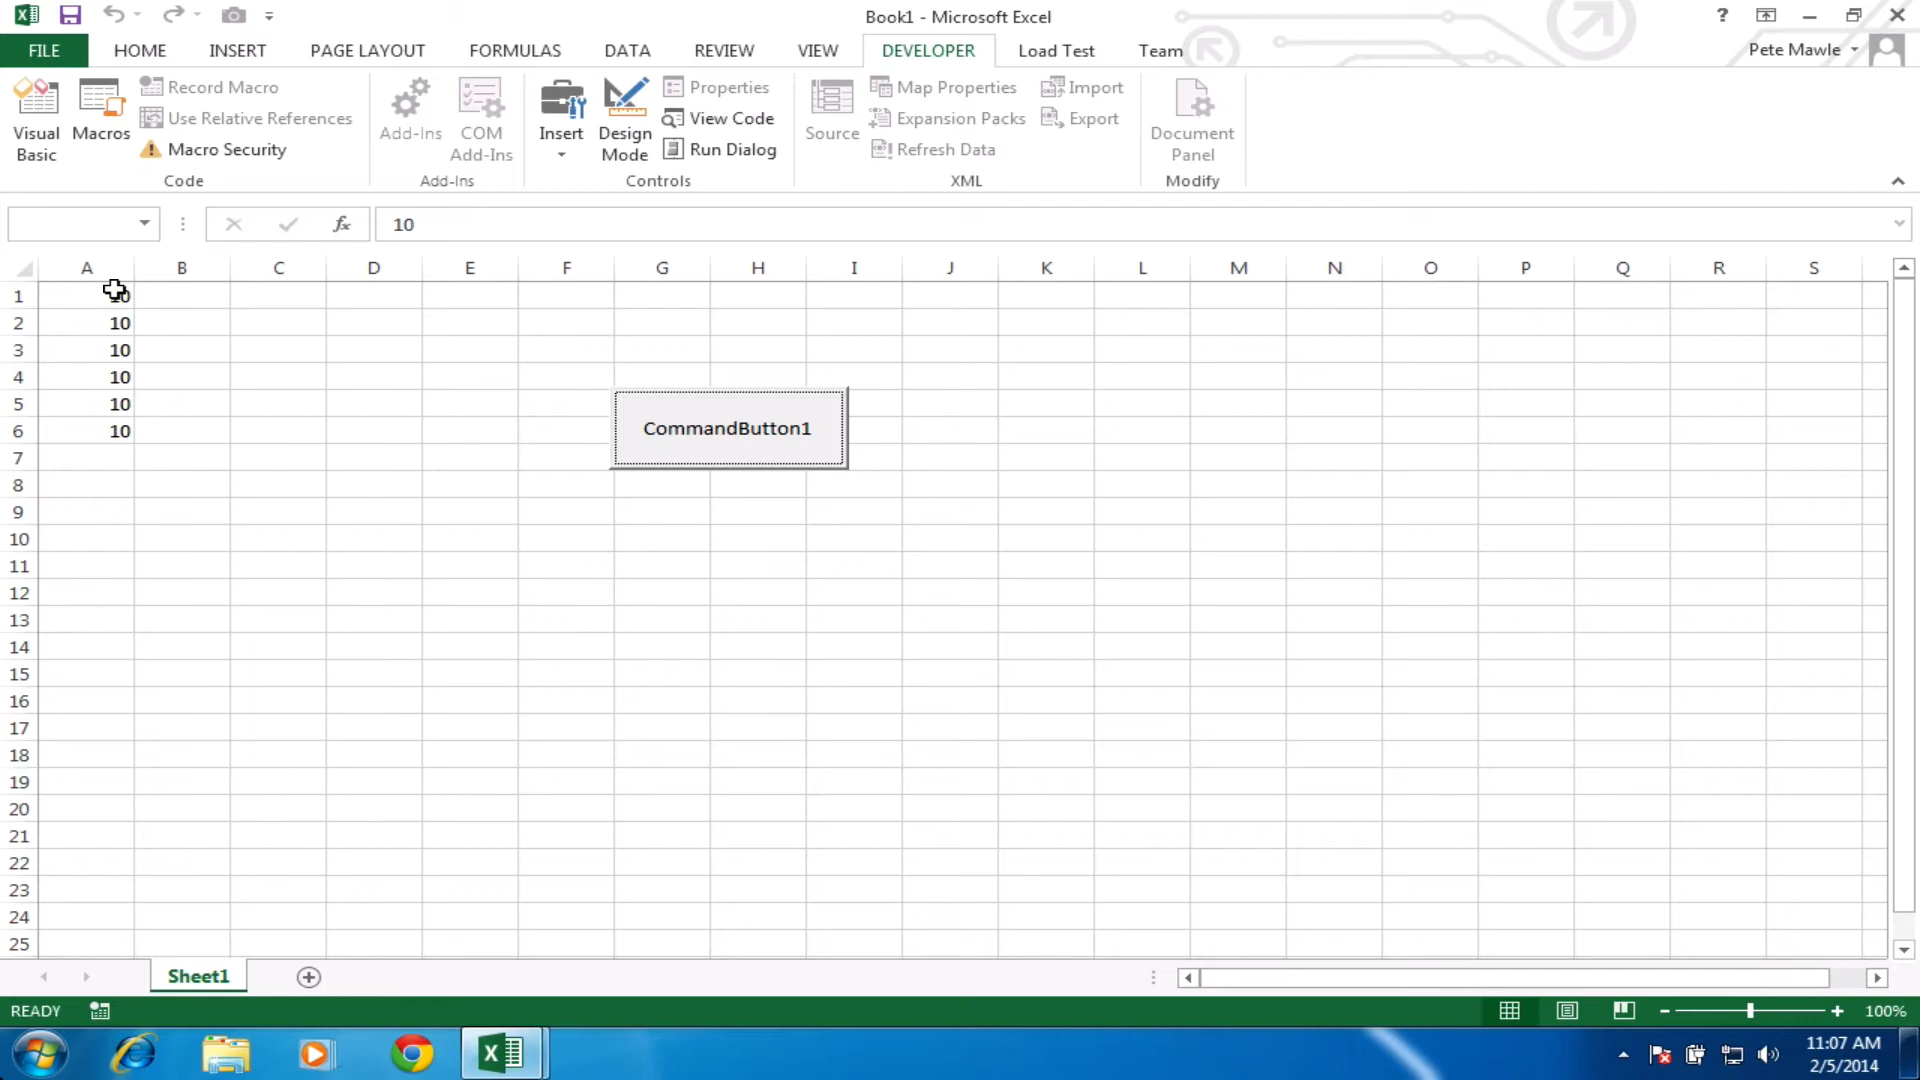 Book1 - Microsoft Excel
?
FILE HOME INSERT PAGE LAYOUT FORMULAS DATA REVIEW VIEW DEVELOPER Load Test Team
Pete Mawle
Visual Basic
Macros
Record Macro
Use Relative References
Macro Security
Code
Add-Ins
COM Add-Ins
Add-Ins
Insert
Design Mode
Properties
View Code
Run Dialog
Controls
Source
Map Properties
Expansion Packs
Refresh Data
Import
Export
XML
Document Panel
Modify
fx
10
A B C D E F G H I J K L M N O P Q R S
1
2 10
3 10
4 10
5 10
6 10
CommandButton1
7
8
9
10
11
12
13
14
15
16
17
18
19
20
21
22
23
24
25
Sheet1
READY
100%
11:07 AM
2/5/2014